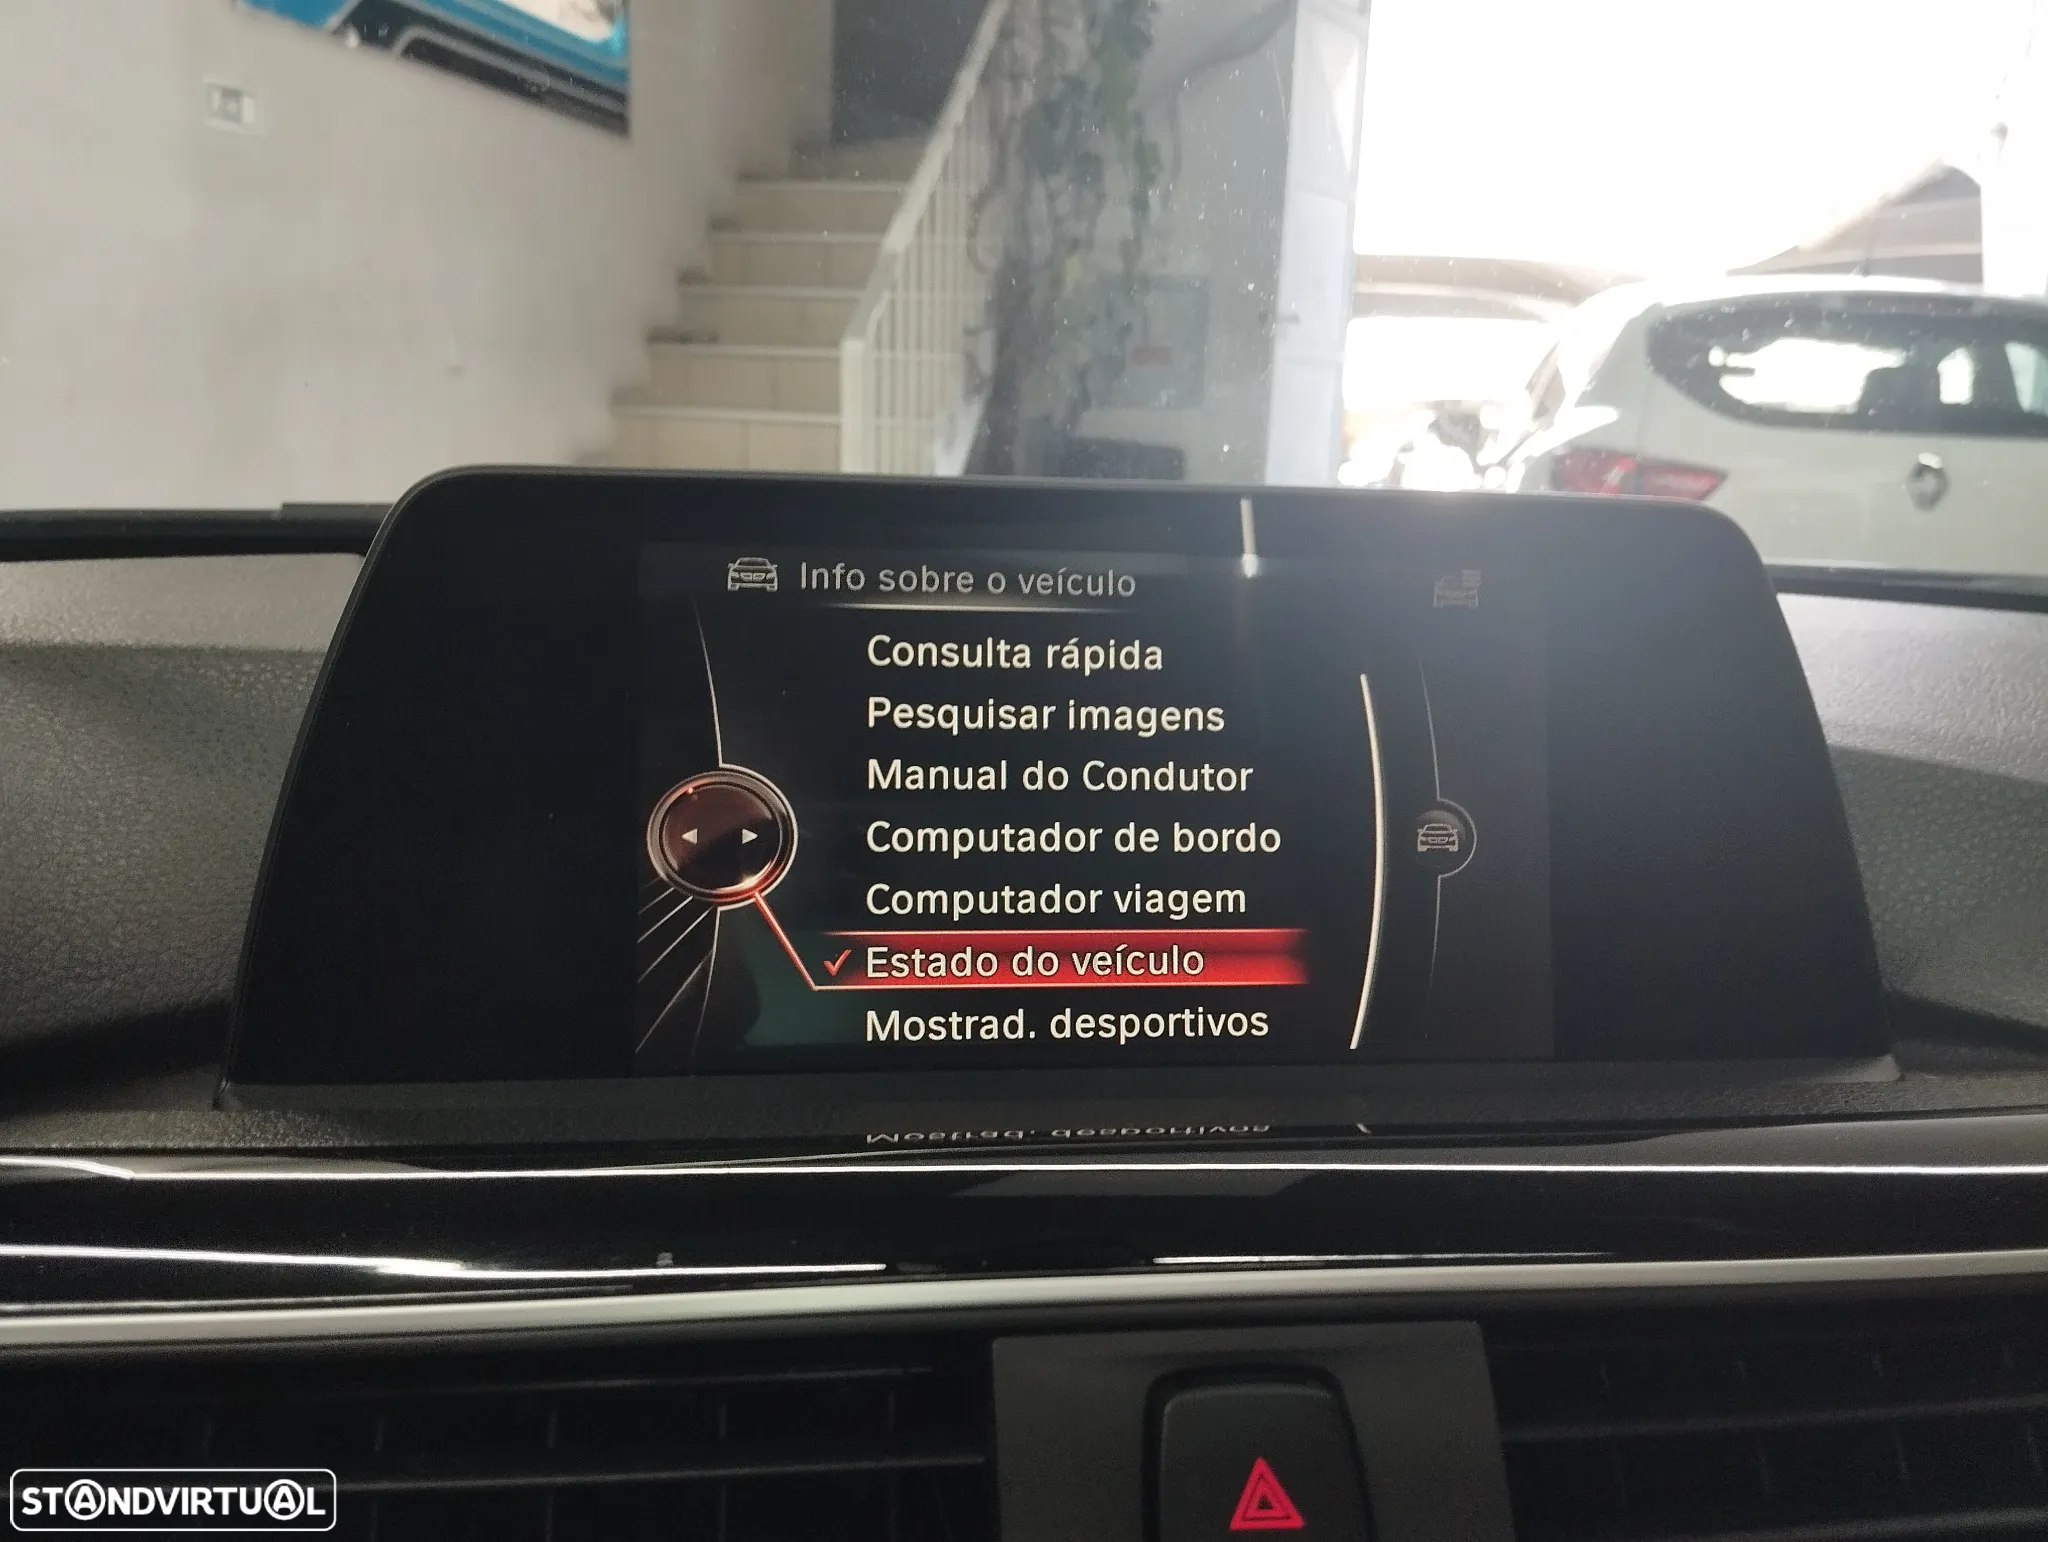 Info sobre o veículo
Consulta rápida
Pesquisar imagens
Manual do Condutor
Computador de bordo
Computador viagem
Estado do veículo
Mostrad. desportivos
STANDVIRTUAL